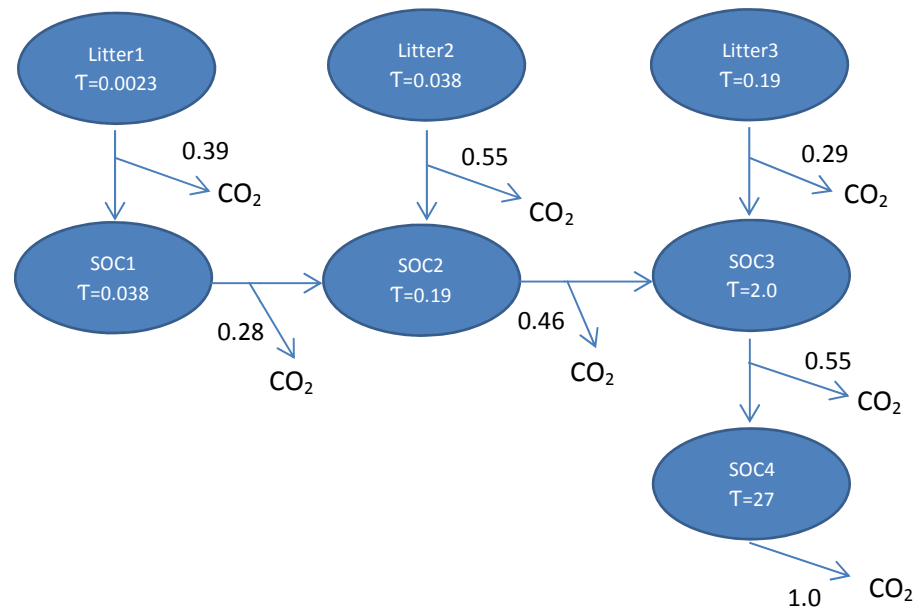 Litter1
Ƭ=0.0023
Litter2
Ƭ=0.038
Litter3
Ƭ=0.19
0.39
CO₂
0.55
CO₂
0.29
CO₂
SOC1
Ƭ=0.038
SOC2
Ƭ=0.19
SOC3
Ƭ=2.0
0.28
CO₂
0.46
CO₂
0.55
CO₂
SOC4
Ƭ=27
1.0
CO₂